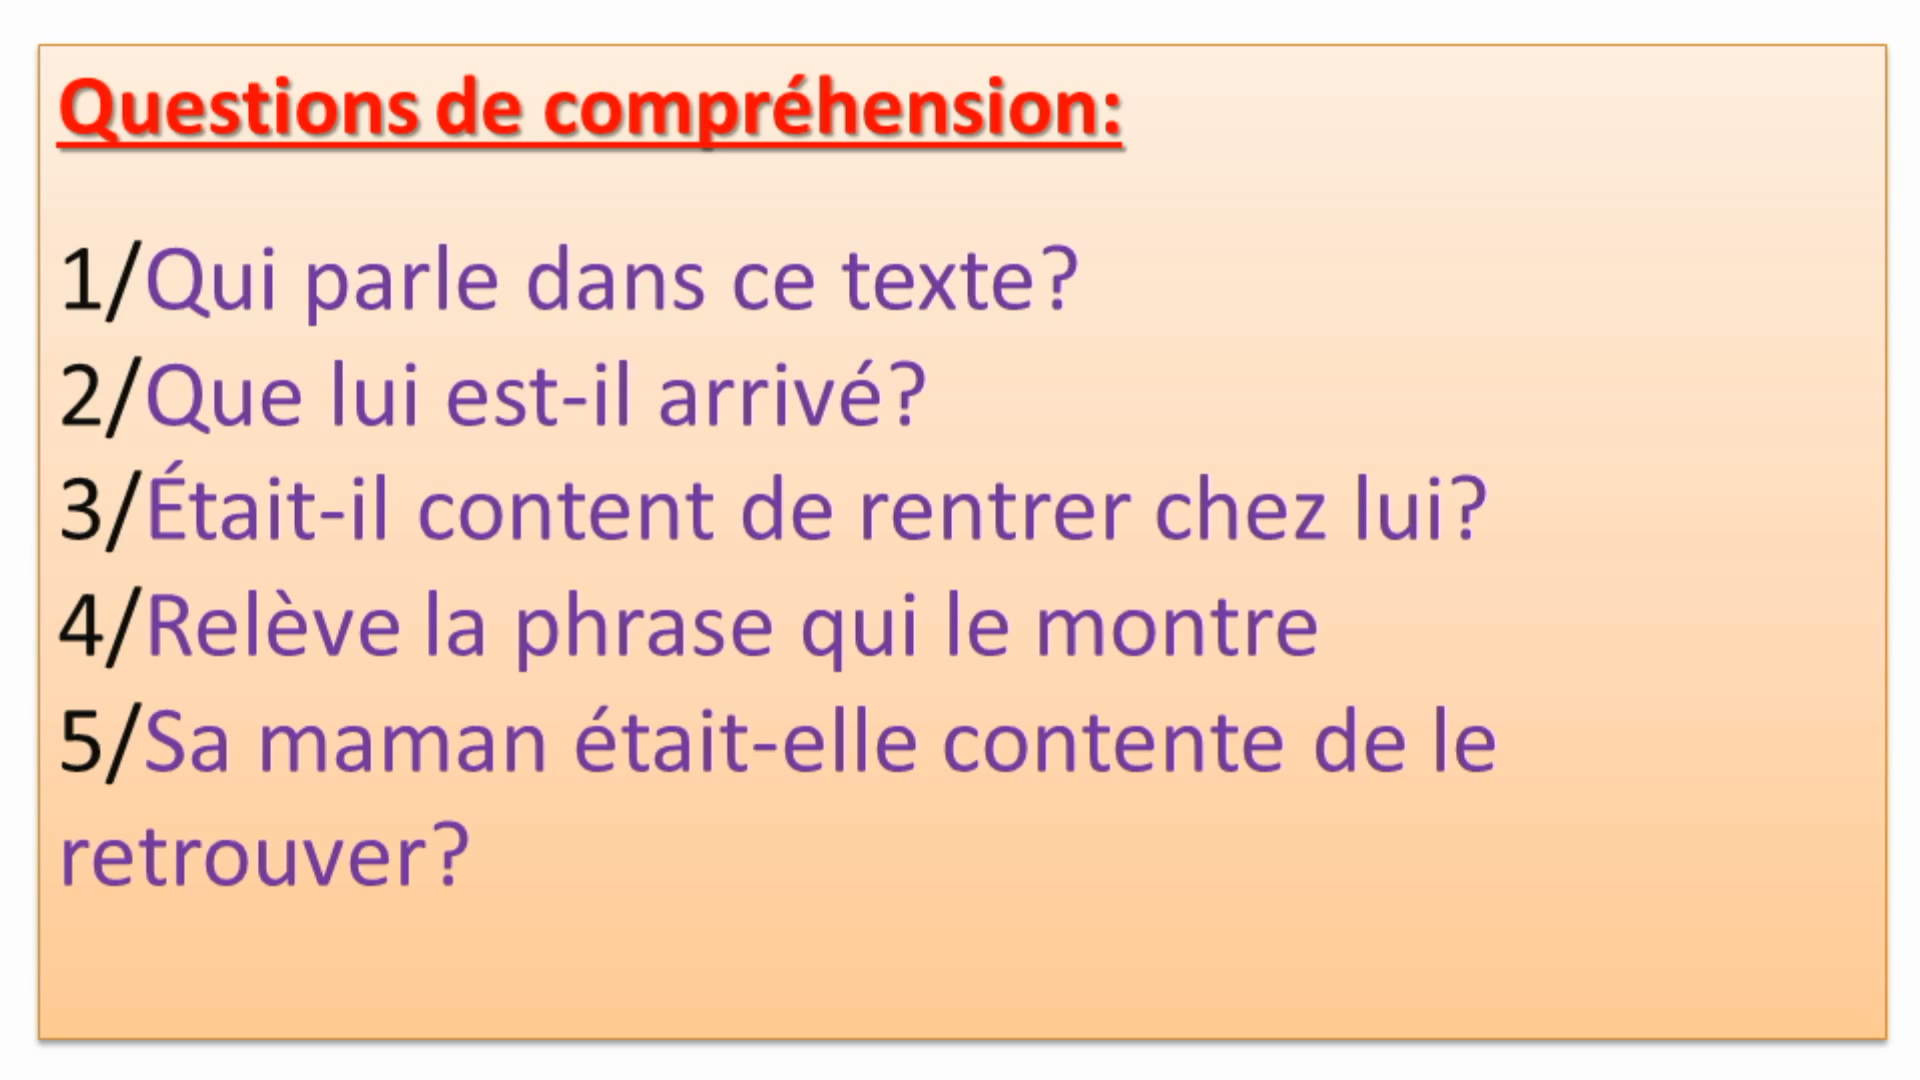 Questions de compréhension:
1/Qui parle dans ce texte?
2/Que lui est-il arrivé?
3/Était-il content de rentrer chez lui?
4/Relève la phrase qui le montre
5/Sa maman était-elle contente de le
retrouver?